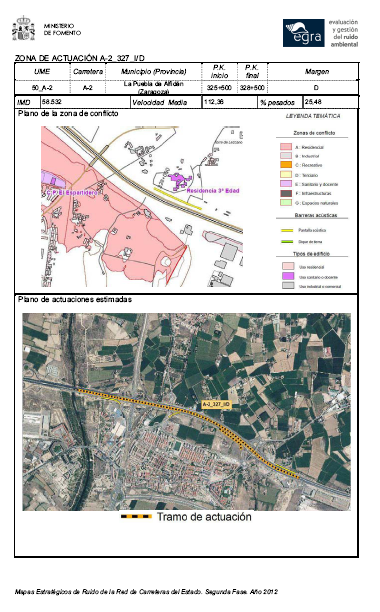 MINISTERIO
DE FOMENTO
egra
evaluación
y gestión
del ruido
ambiental
ZONA DE ACTUACIÓN A-2_327_I/D
UME Carretera Municipio (Provincia) P.K. inicio P.K. final Margen
50_A-2 A-2 La Puebla de Alfindén (Zaragoza) 325+500 328+500 D
IMD 58.532 Velocidad Media 112,36 % pesados 25,48
Plano de la zona de conflicto
LEYENDA TEMÁTICA
Zonas de conflicto
A : Residencial
B : Industrial
C : Recreativo
D : Terciario
E : Sanitario y docente
F : Infraestructuras
G : Espacios naturales
Barreras acústicas
Pantalla acústica
Dique de tierra
Tipos de edificio
Uso residencial
Uso sanitario o docente
Uso industrial o comercial
Residencia 3ª Edad
Plano de actuaciones estimadas
A-2_327_I/D
Tramo de actuación
Mapas Estratégicos de Ruido de la Red de Carreteras del Estado. Segunda Fase. Año 2012